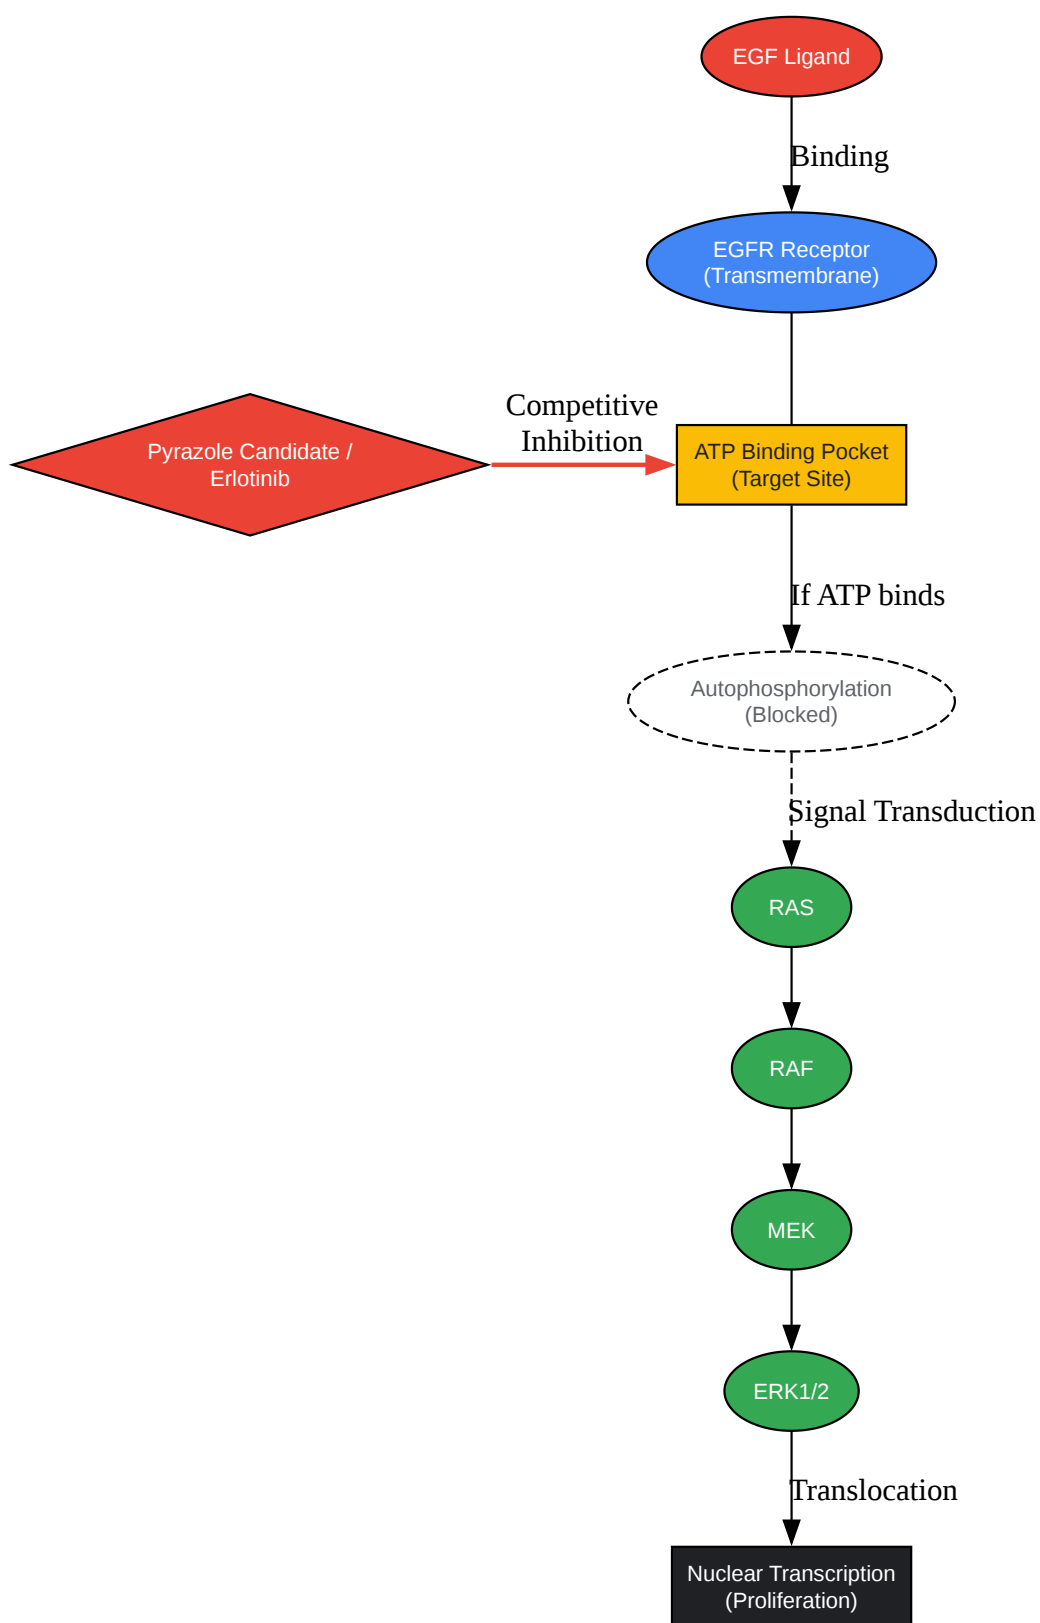 EGF Ligand
Binding
EGFR Receptor
(Transmembrane)
Competitive
Inhibition
Pyrazole Candidate /
Erlotinib
ATP Binding Pocket
(Target Site)
If ATP binds
Autophosphorylation
(Blocked)
Signal Transduction
RAS
RAF
MEK
ERK1/2
Translocation
Nuclear Transcription
(Proliferation)